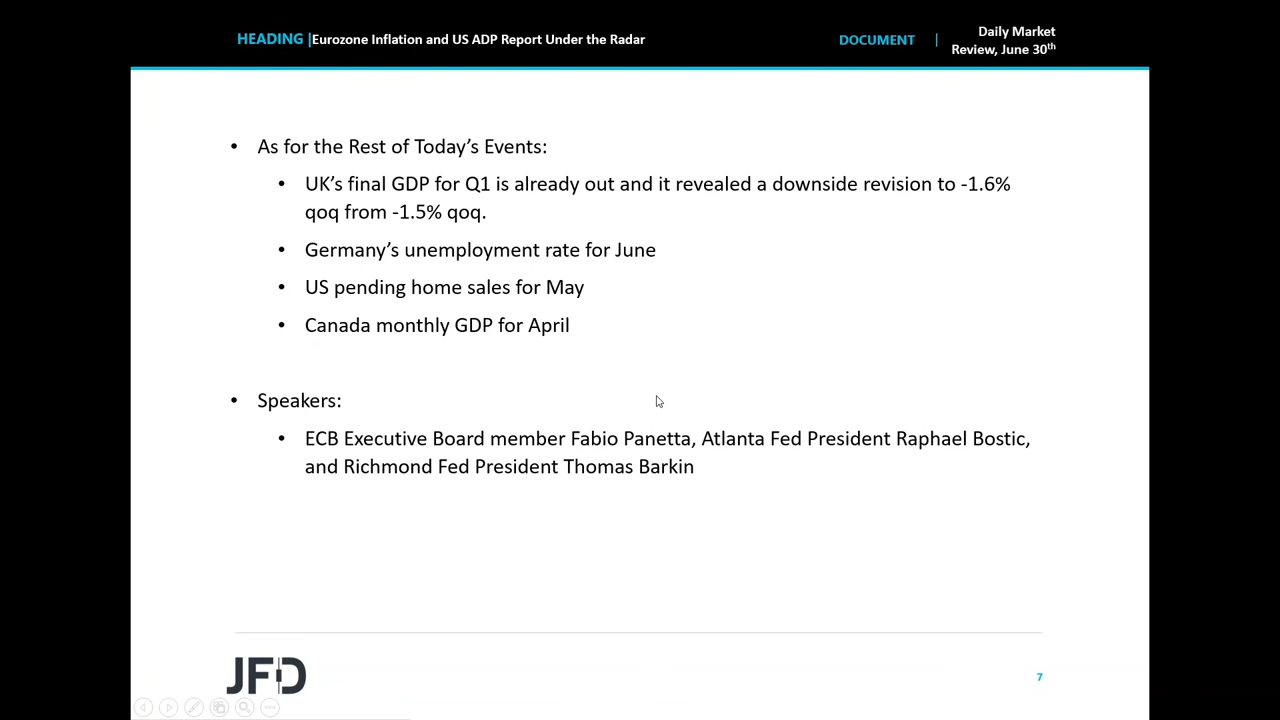 HEADING |Eurozone Inflation and US ADP Report Under the Radar
DOCUMENT |
Daily Market
Review, June 30th
• As for the Rest of Today’s Events:
• UK’s final GDP for Q1 is already out and it revealed a downside revision to -1.6%
qoq from -1.5% qoq.
• Germany’s unemployment rate for June
• US pending home sales for May
• Canada monthly GDP for April
• Speakers:
• ECB Executive Board member Fabio Panetta, Atlanta Fed President Raphael Bostic,
and Richmond Fed President Thomas Barkin
JFD
7